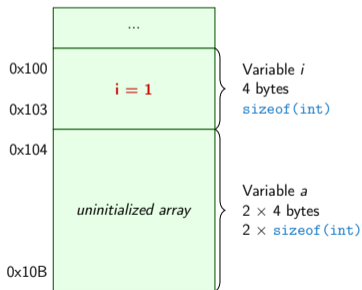 ...
0x100
i = 1
0x103
Variable i
4 bytes
sizeof(int)
0x104
uninitialized array
Variable a
2 × 4 bytes
2 × sizeof(int)
0x10B